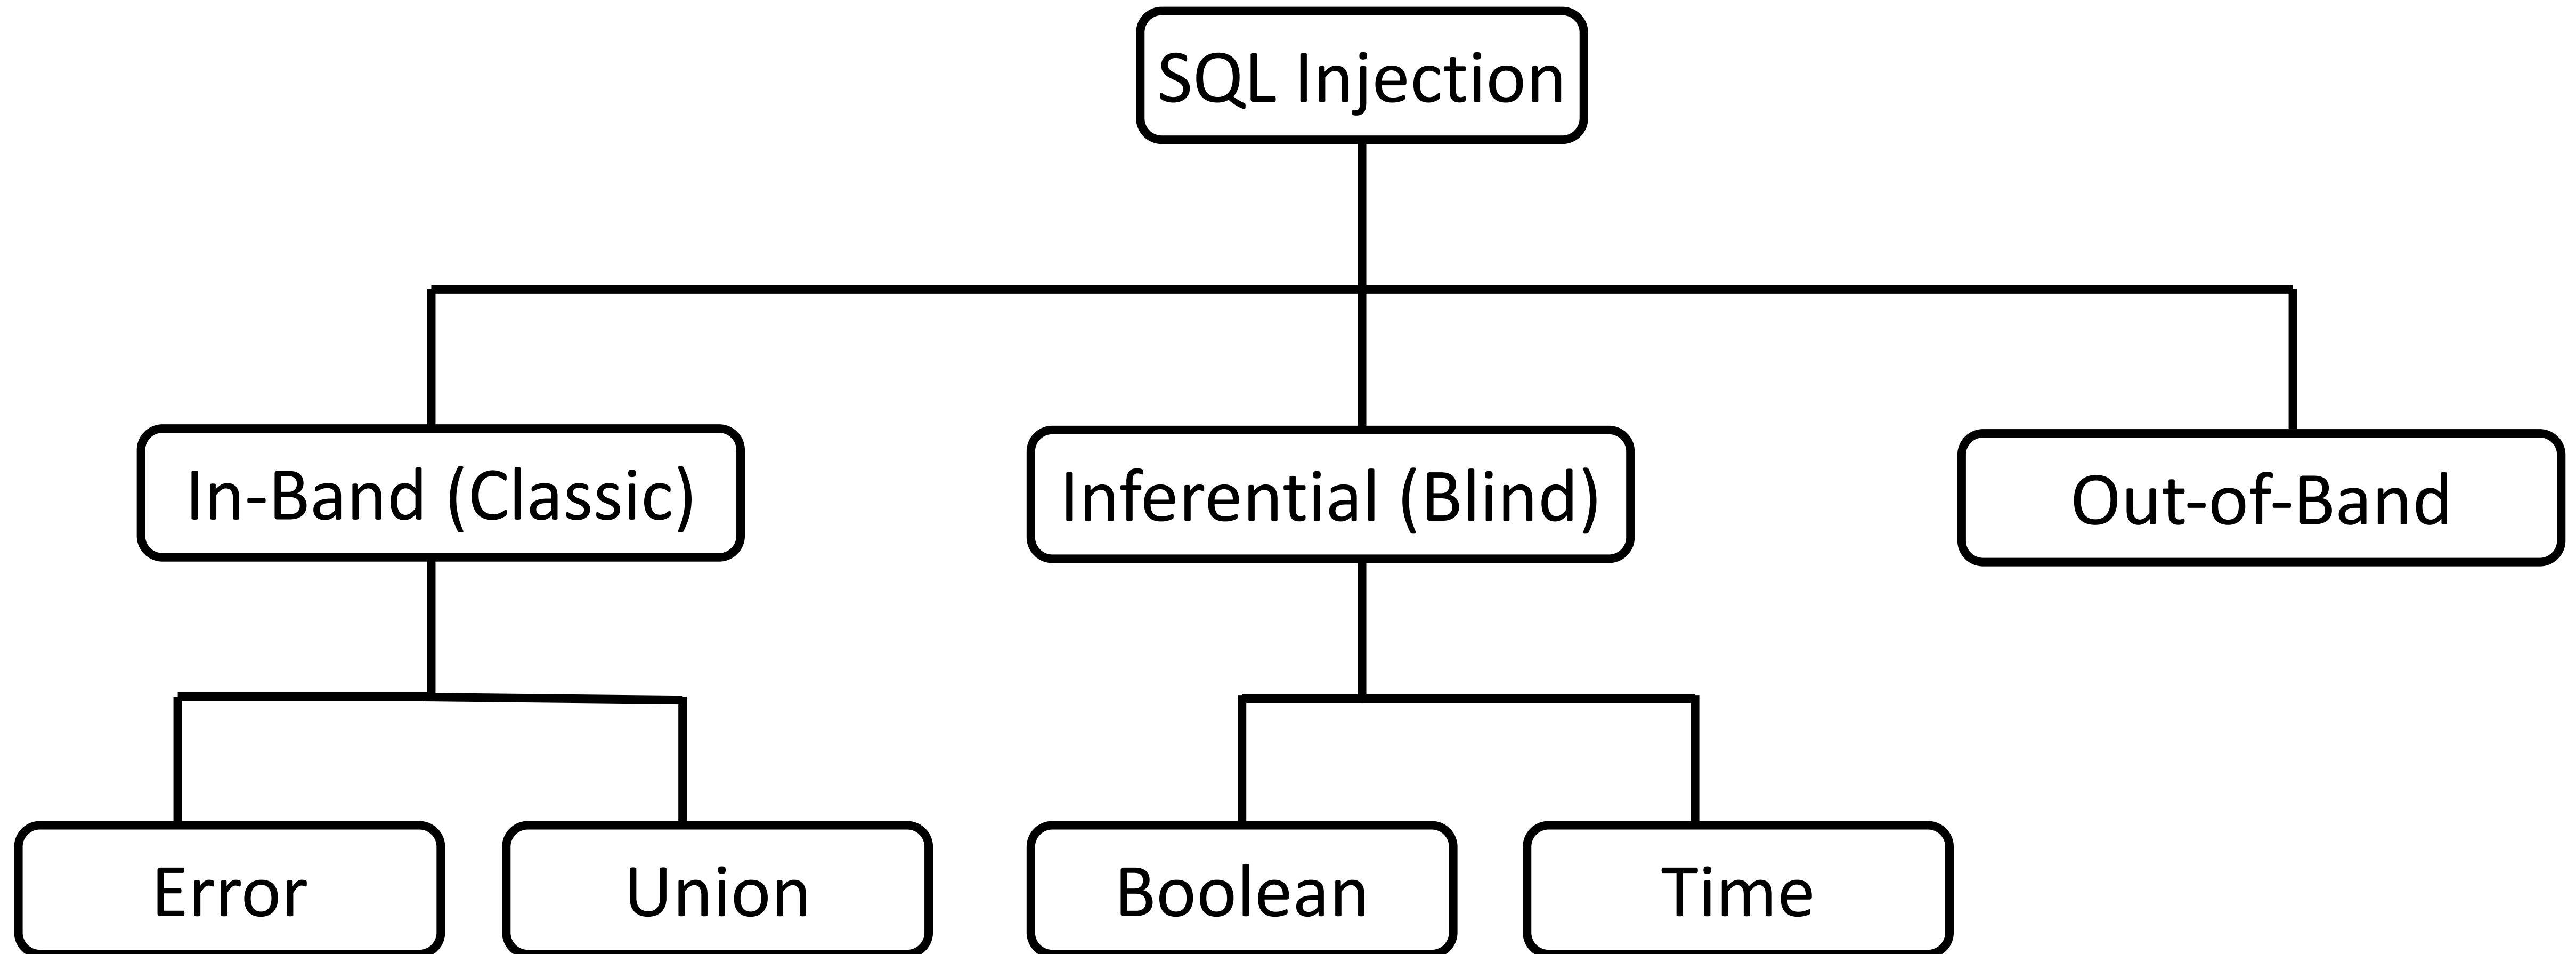 SQL Injection
In-Band (Classic)
Inferential (Blind)
Out-of-Band
Error
Union
Boolean
Time